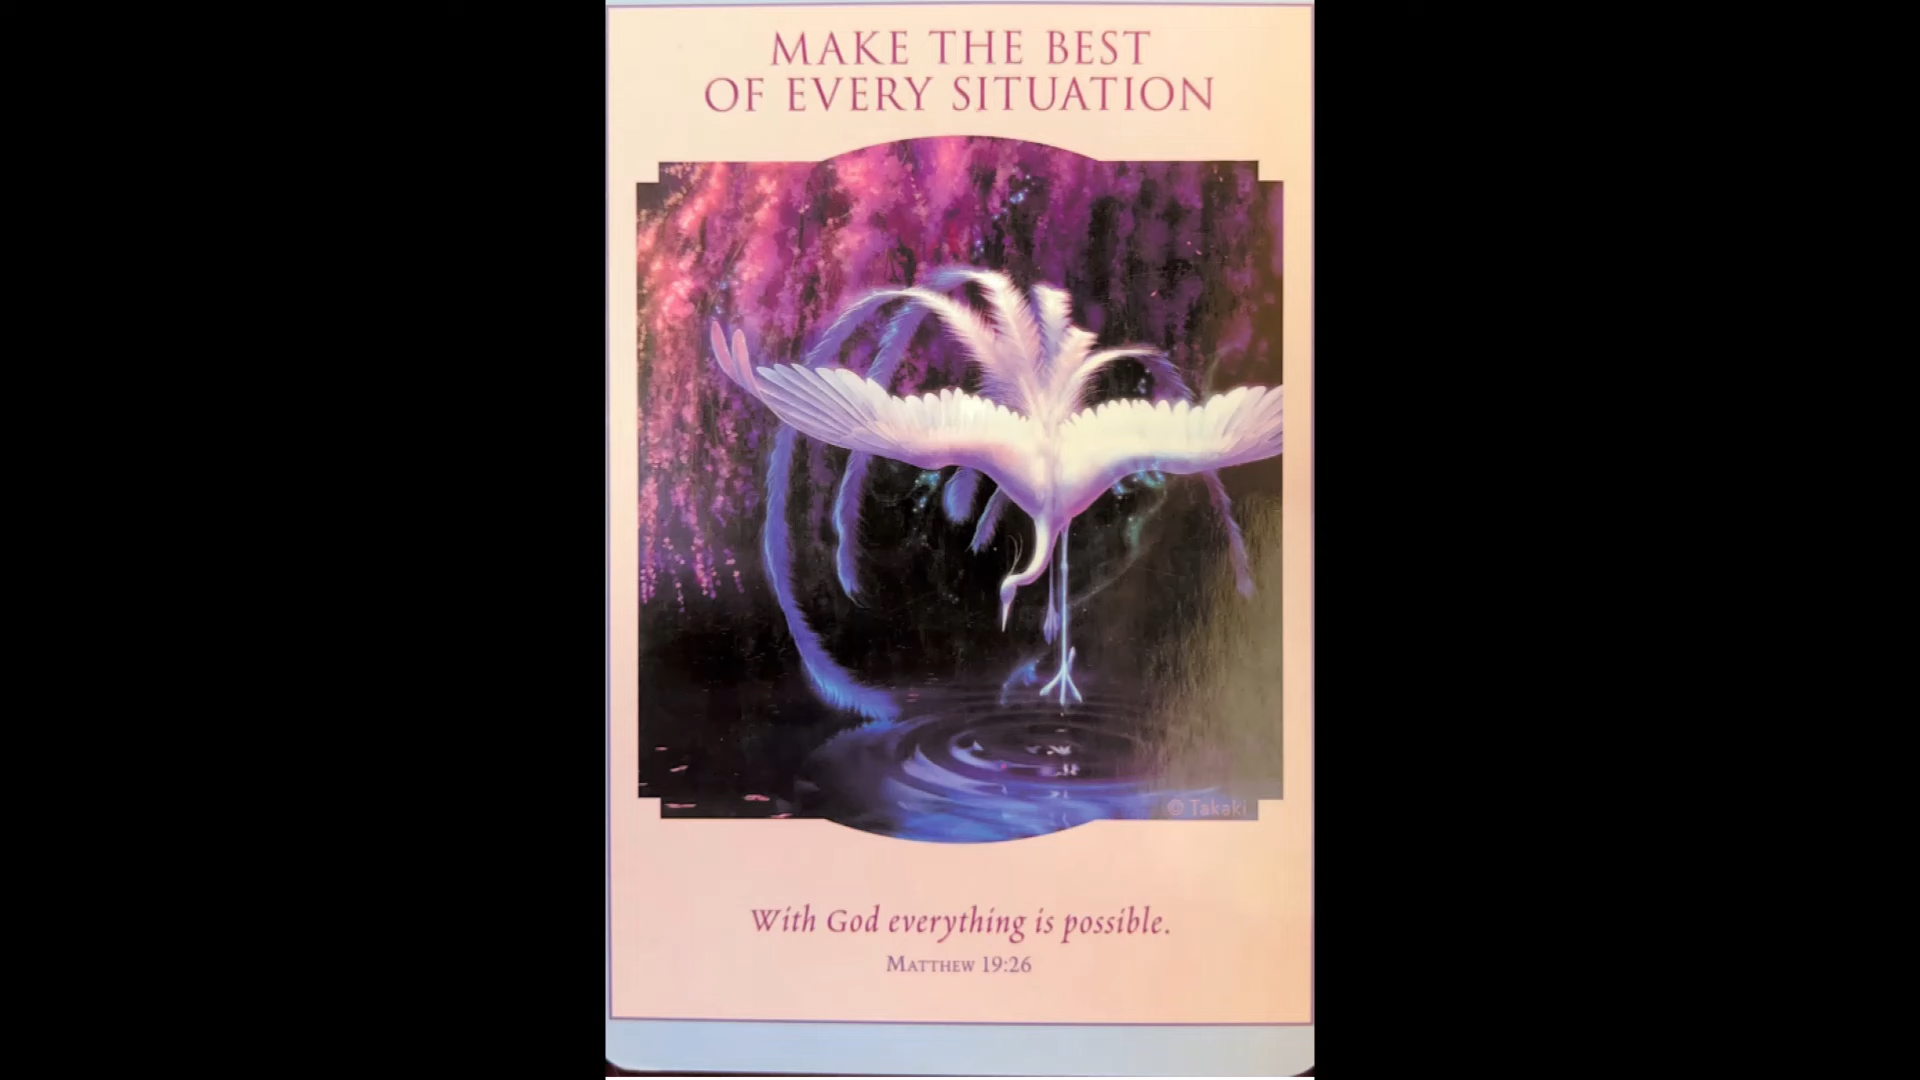 MAKE THE BEST
OF EVERY SITUATION
© Takaki
With God everything is possible.
MATTHEW 19:26